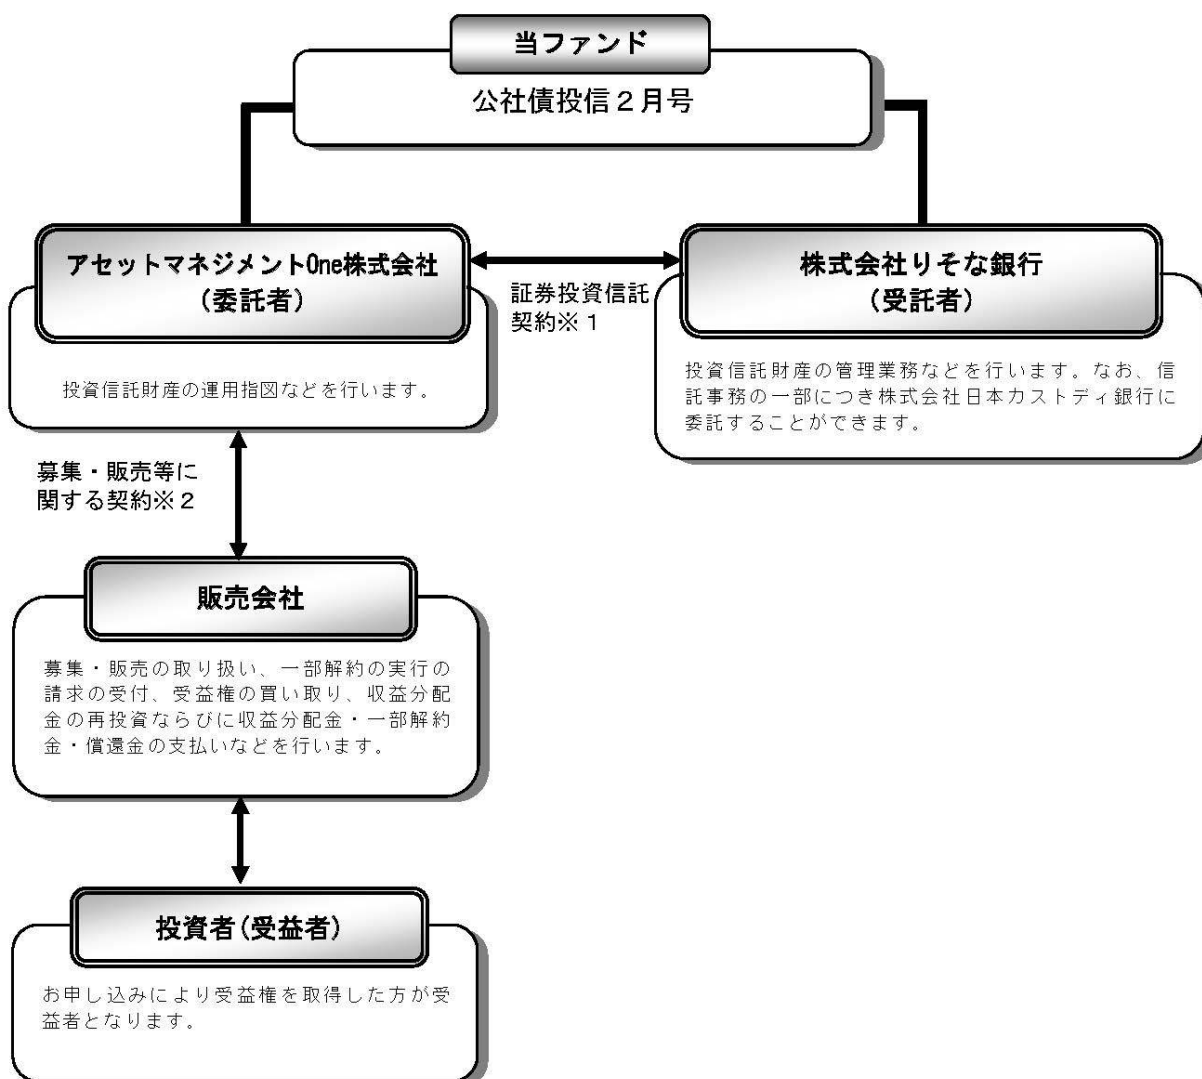 当ファンド
公社債投信２月号
アセットマネジメントOne株式会社
（委託者）
投資信託財産の運用指図などを行います。
証券投資信託
契約※１
株式会社りそな銀行
（受託者）
投資信託財産の管理業務などを行います。なお、信
託事務の一部につき株式会社日本カストディ銀行に
委託することができます。
募集・販売等に
関する契約※２
販売会社
募集・販売の取り扱い、一部解約の実行の
請求の受付、受益権の買い取り、収益分配
金の再投資ならびに収益分配金・一部解約
金・償還金の支払いなどを行います。
投資者（受益者）
お申し込みにより受益権を取得した方が受
益者となります。